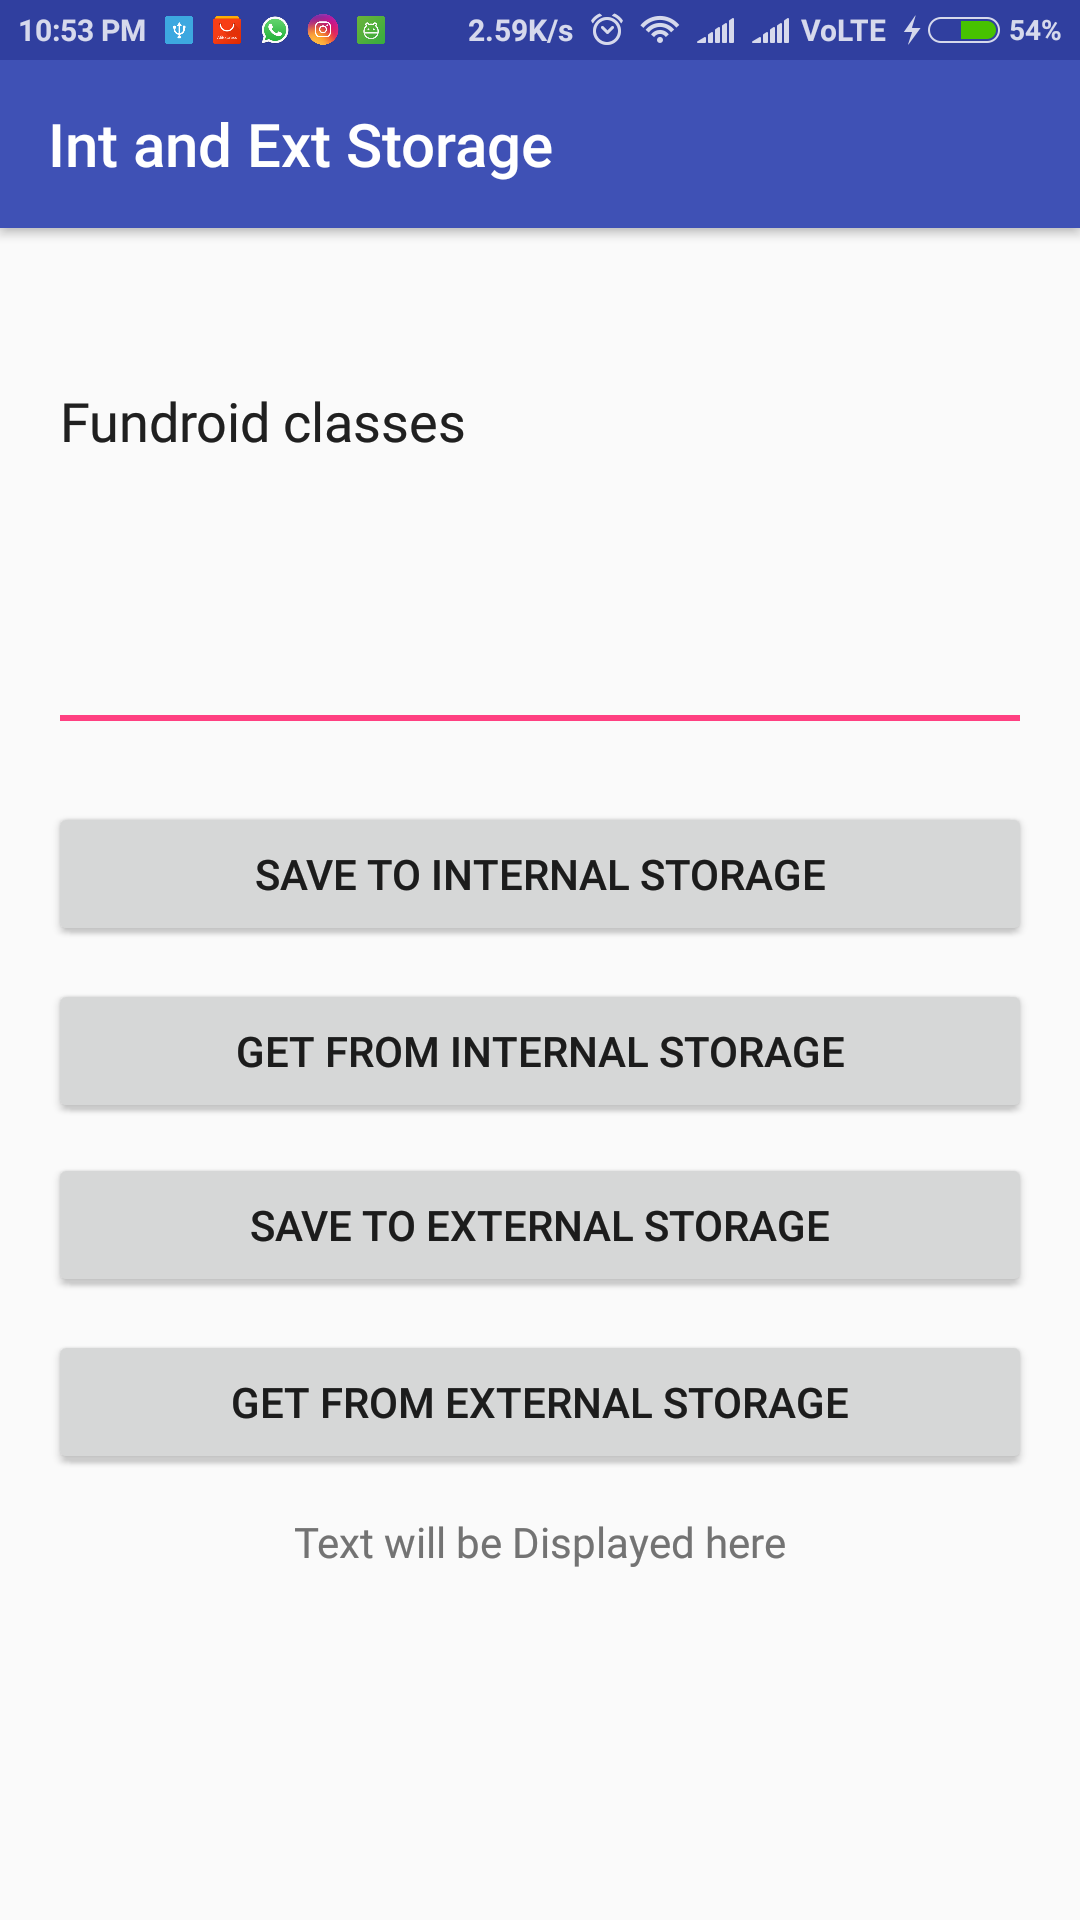 10:53 PM 2.59K/s VoLTE 54%
Int and Ext Storage
Fundroid classes
SAVE TO INTERNAL STORAGE
GET FROM INTERNAL STORAGE
SAVE TO EXTERNAL STORAGE
GET FROM EXTERNAL STORAGE
Text will be Displayed here